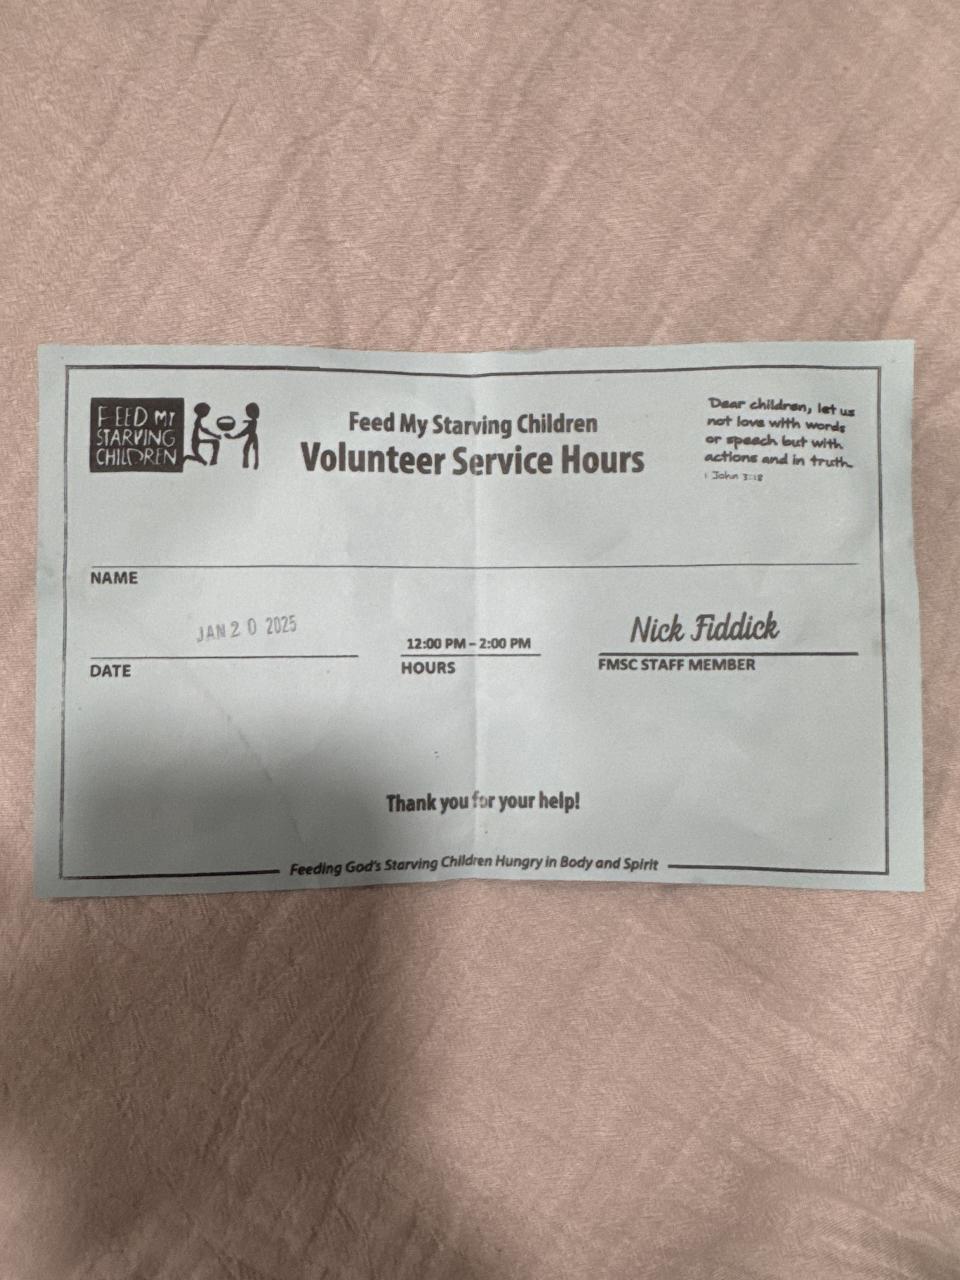 FEED MY
STARVING
CHILDREN
Feed My Starving Children
Volunteer Service Hours
Dear children, let us
not love with words
or speech but with
actions and in truth.
1 John 3:18
NAME
JAN 20 2025
DATE
12:00 PM – 2:00 PM
HOURS
Nick Fiddick
FMSC STAFF MEMBER
Thank you for your help!
Feeding God's Starving Children Hungry in Body and Spirit